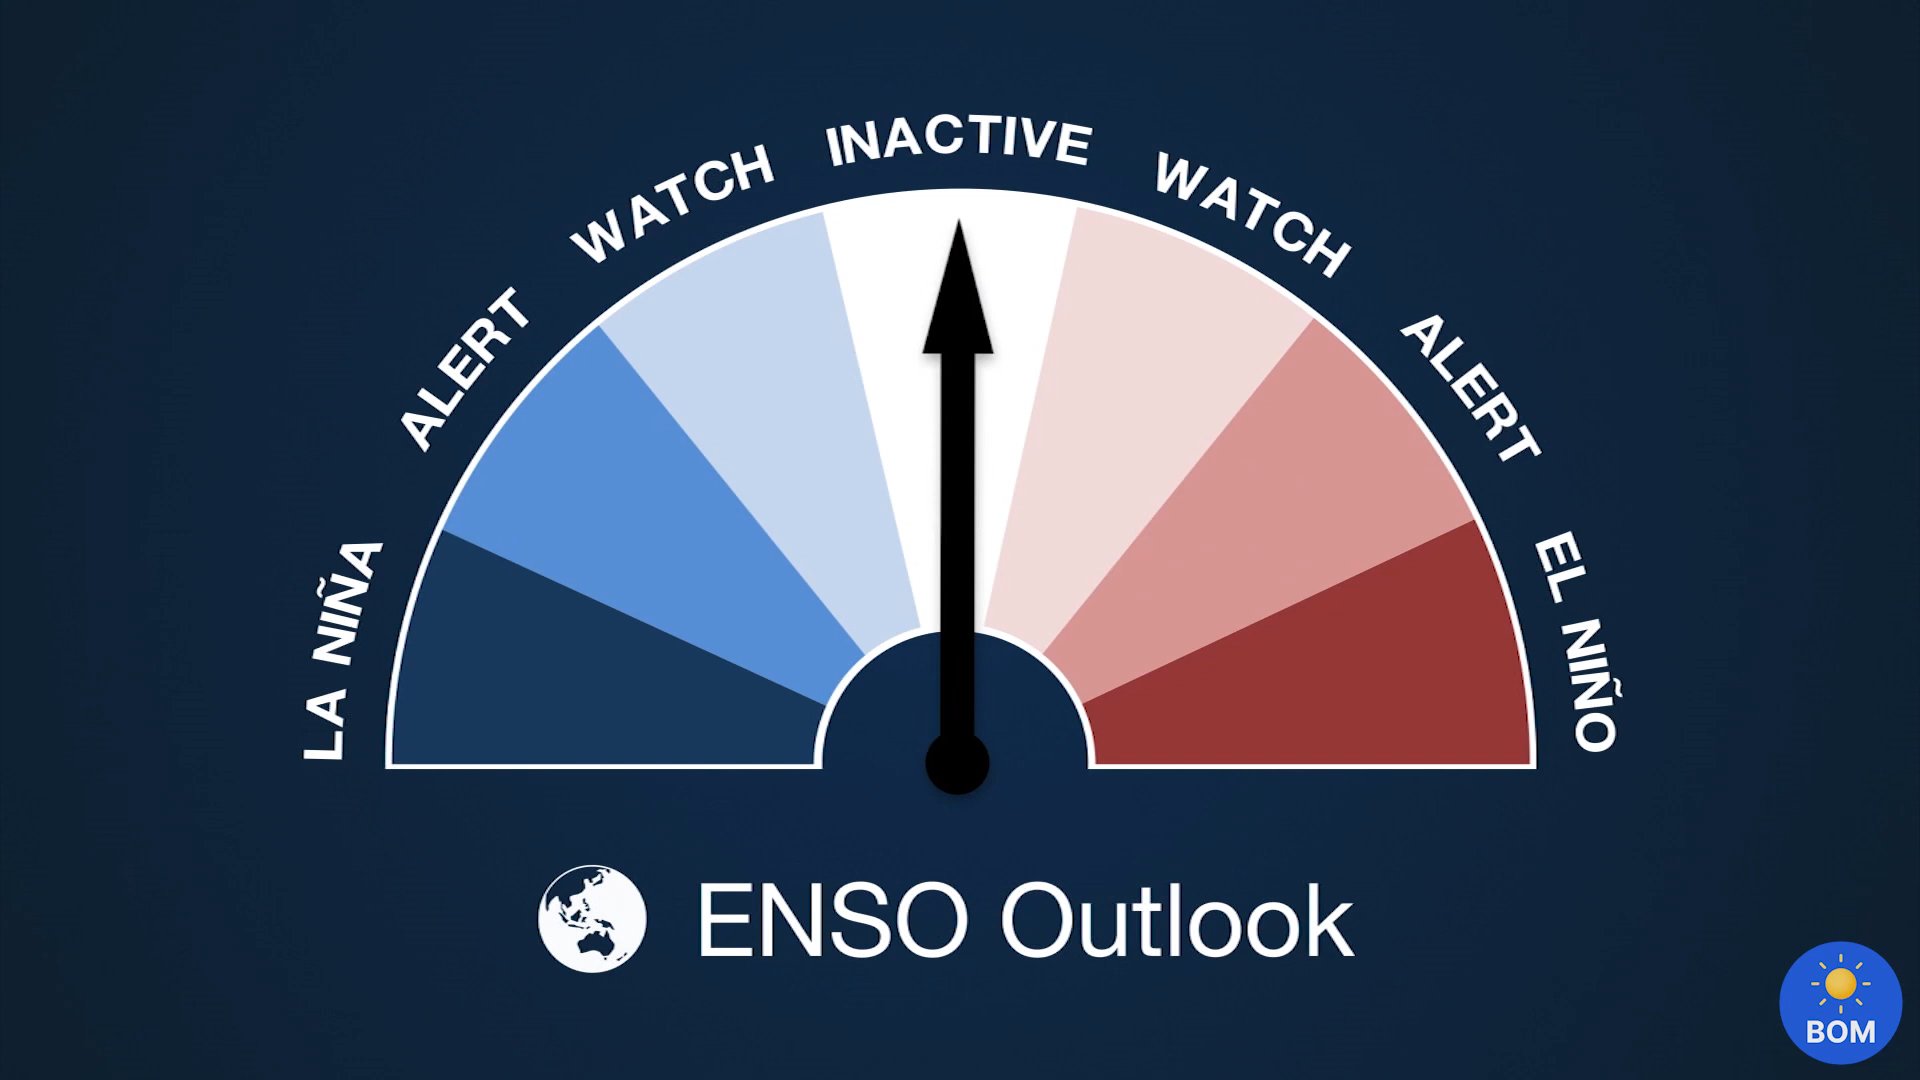 LA NIÑA
ALERT
WATCH
INACTIVE
WATCH
ALERT
EL NIÑO
ENSO Outlook
BOM